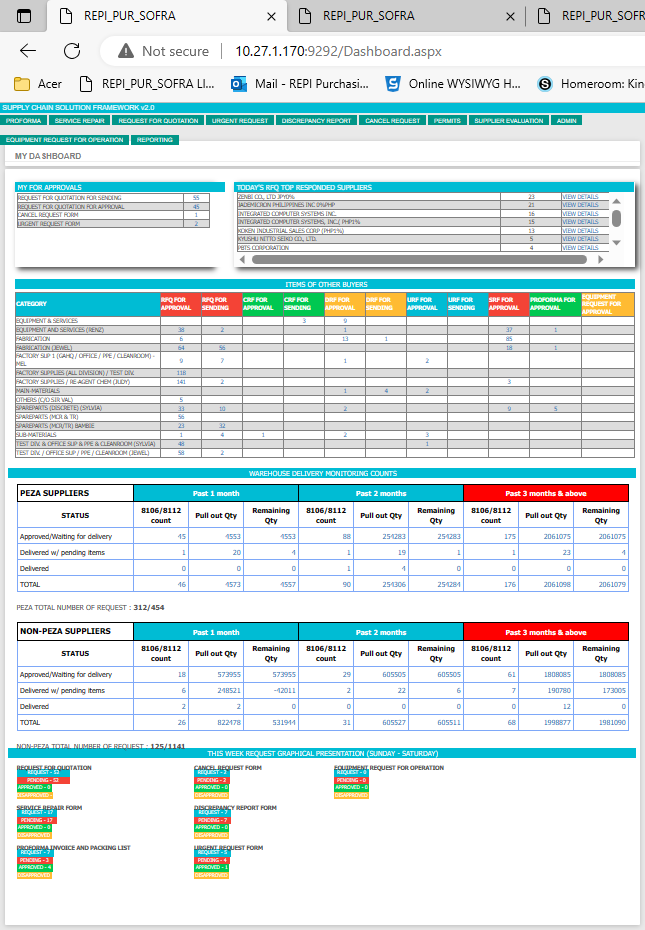 REPI_PUR_SOFRA
REPI_PUR_SOFRA
REPI_PUR_SOFR
Not secure 10.27.1.170:9292/Dashboard.aspx
Acer REPI_PUR_SOFRA LI... Mail - REPI Purchasi... Online WYSIWYG H... Homeroom: Kin
SUPPLY CHAIN SOLUTION FRAMEWORK v2.0
PROFORMA SERVICE REPAIR REQUEST FOR QUOTATION URGENT REQUEST DISCREPANCY REPORT CANCEL REQUEST PERMITS SUPPLIER EVALUATION ADMIN
EQUIPMENT REQUEST FOR OPERATION REPORTING
MY DASHBOARD
MY FOR APPROVALS
REQUEST FOR QUOTATION FOR SENDING 55
REQUEST FOR QUOTATION FOR APPROVAL 45
CANCEL REQUEST FORM 1
URGENT REQUEST FORM 2
TODAY'S RFQ TOP RESPONDED SUPPLIERS
ZENBI CO., LTD JPY0% 23 VIEW DETAILS
JADEMICRON PHILIPPINES INC 0%PHP 21 VIEW DETAILS
INTEGRATED COMPUTER SYSTEMS INC. 16 VIEW DETAILS
INTEGRATED COMPUTER SYSTEMS, INC.( PHP1% 15 VIEW DETAILS
KOKEN INDUSTRIAL SALES CORP (PHP1%) 13 VIEW DETAILS
KYUSHU NITTO SEIKO CO., LTD. 5 VIEW DETAILS
PBTS CORPORATION 4 VIEW DETAILS
ITEMS OF OTHER BUYERS
CATEGORY RFQ FOR APPROVAL RFQ FOR SENDING CRF FOR APPROVAL CRF FOR SENDING DRF FOR APPROVAL DRF FOR SENDING URF FOR APPROVAL URF FOR SENDING SRF FOR APPROVAL PROFORMA FOR APPROVAL EQUIPMENT REQUEST FOR APPROVAL
EQUIPMENT & SERVICES 3 9
EQUIPMENT AND SERVICES (RENZ) 38 2 1 37 1
FABRICATION 6 13 1 85
FABRICATION (JEWEL) 64 56 18 1
FACTORY SUP 1 (GAHQ / OFFICE / PPE / CLEANROOM) - MEL 9 7 1 2
FACTORY SUPPLIES (ALL DIVISION) / TEST DIV. 118
FACTORY SUPPLIES / RE-AGENT CHEM (JUDY) 141 2 3
MAIN-MATERIALS 1 4 2
OTHERS (C/O SIR VAL) 5
SPAREPARTS (DISCRETE) (SYLVIA) 33 10 2 9 5
SPAREPARTS (MCR & TR) 56
SPAREPARTS (MCR/TR) BAMBIE 23 32
SUB-MATERIALS 1 4 1 2 3
TEST DIV. & OFFICE SUP & PPE & CLEANROOM (SYLVIA) 48 1
TEST DIV. / OFFICE SUP / PPE / CLEANROOM (JEWEL) 58 2
WAREHOUSE DELIVERY MONITORING COUNTS
PEZA SUPPLIERS Past 1 month Past 2 months Past 3 months & above
STATUS 8106/8112 count Pull out Qty Remaining Qty 8106/8112 count Pull out Qty Remaining Qty 8106/8112 count Pull out Qty Remaining Qty
Approved/Waiting for delivery 45 4553 4553 88 254283 254283 175 2061075 2061075
Delivered w/ pending items 1 20 4 1 19 1 1 23 4
Delivered 0 0 0 1 4 0 0 0 0
TOTAL 46 4573 4557 90 254306 254284 176 2061098 2061079
PEZA TOTAL NUMBER OF REQUEST : 312/454
NON-PEZA SUPPLIERS Past 1 month Past 2 months Past 3 months & above
STATUS 8106/8112 count Pull out Qty Remaining Qty 8106/8112 count Pull out Qty Remaining Qty 8106/8112 count Pull out Qty Remaining Qty
Approved/Waiting for delivery 18 573955 573955 29 605505 605505 61 1808085 1808085
Delivered w/ pending items 6 248521 -42011 2 22 6 7 190780 173005
Delivered 2 2 0 0 0 0 0 12 0
TOTAL 26 822478 531944 31 605527 605511 68 1998877 1981090
NON-PEZA TOTAL NUMBER OF REQUEST : 125/1141
THIS WEEK REQUEST GRAPHICAL PRESENTATION (SUNDAY - SATURDAY)
REQUEST FOR QUOTATION CANCEL REQUEST FORM EQUIPMENT REQUEST FOR OPERATION
REQUEST - 52 REQUEST - 2 REQUEST - 0
PENDING - 52 PENDING - 2 PENDING - 0
APPROVED - 0 APPROVED - 0 APPROVED - 0
DISAPPROVED DISAPPROVED DISAPPROVED
SERVICE REPAIR FORM DISCREPANCY REPORT FORM
REQUEST - 17 REQUEST - 7
PENDING - 17 PENDING - 7
APPROVED - 0 APPROVED - 0
DISAPPROVED DISAPPROVED
PROFORMA INVOICE AND PACKING LIST URGENT REQUEST FORM
REQUEST - 7 REQUEST - 5
PENDING - 3 PENDING - 4
APPROVED - 4 APPROVED - 1
DISAPPROVED DISAPPROVED